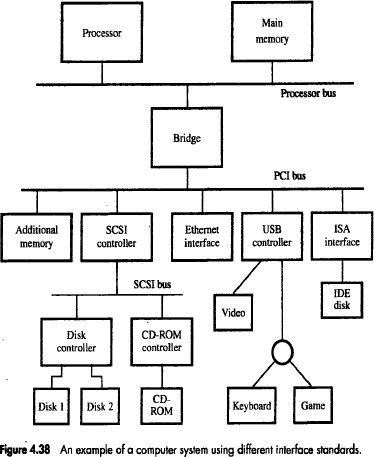 Processor
Main
memory
Processor bus
Bridge
PCI bus
Additional
memory
SCSI
controller
Ethernet
interface
USB
controller
ISA
interface
SCSI bus
Disk
controller
CD-ROM
controller
Video
IDE
disk
Disk 1
Disk 2
CD-
ROM
Keyboard
Game
Figure 4.38 An example of a computer system using different interface standards.